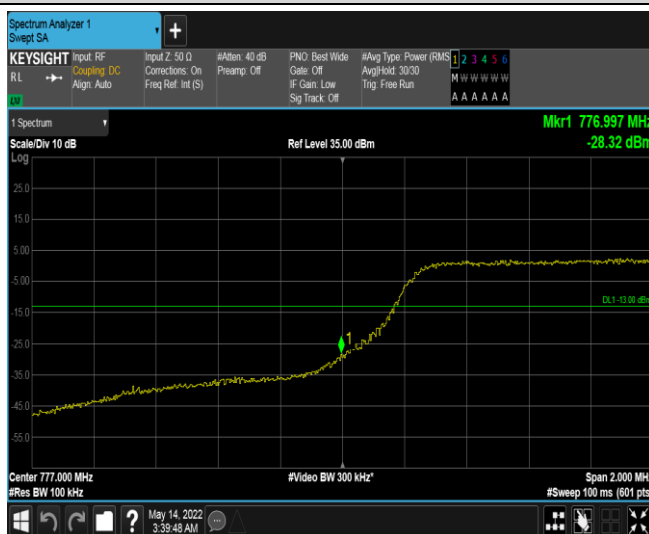 Spectrum Analyzer 1
Swept SA
+
KEYSIGHT
RL
Input: RF
Coupling: DC
Align: Auto
Input Z: 50 Ω
Corrections: On
Freq Ref: Int (S)
#Atten: 40 dB
Preamp: Off
PNO: Best Wide
Gate: Off
IF Gain: Low
Sig Track: Off
#Avg Type: Power (RMS
Avg|Hold: 30/30
Trig: Free Run
1 2 3 4 5 6
M W W W W W
A A A A A A
1 Spectrum
Mkr1 776.997 MHz
Scale/Div 10 dB
Ref Level 35.00 dBm
-28.32 dBm
Log
25.0
15.0
5.00
-5.00
DL1 -13.00 dBm
-15.0
1
-25.0
-35.0
-45.0
-55.0
Center 777.000 MHz
#Video BW 300 kHz*
Span 2.000 MHz
#Res BW 100 kHz
#Sweep 100 ms (601 pts
?
May 14, 2022
3:39:48 AM